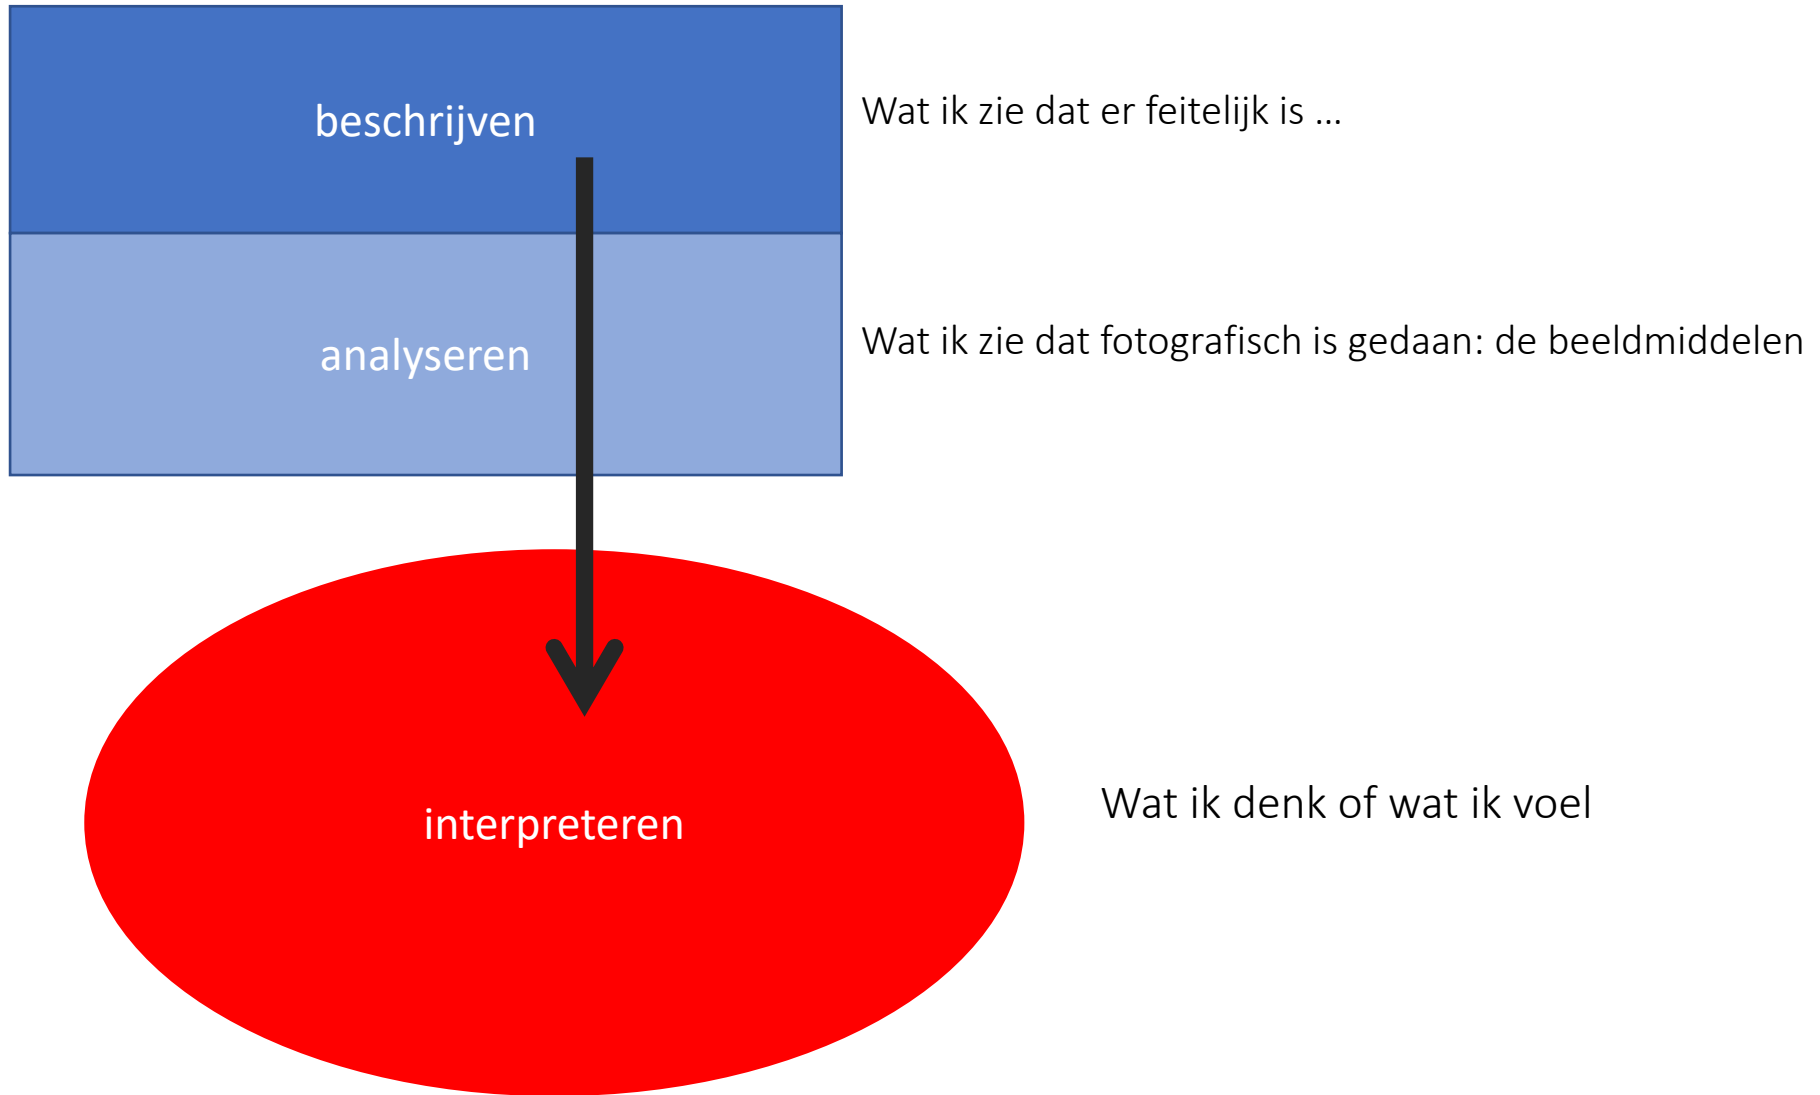 beschrijven
Wat ik zie dat er feitelijk is ...
analyseren
Wat ik zie dat fotografisch is gedaan: de beeldmiddelen
interpreteren
Wat ik denk of wat ik voel